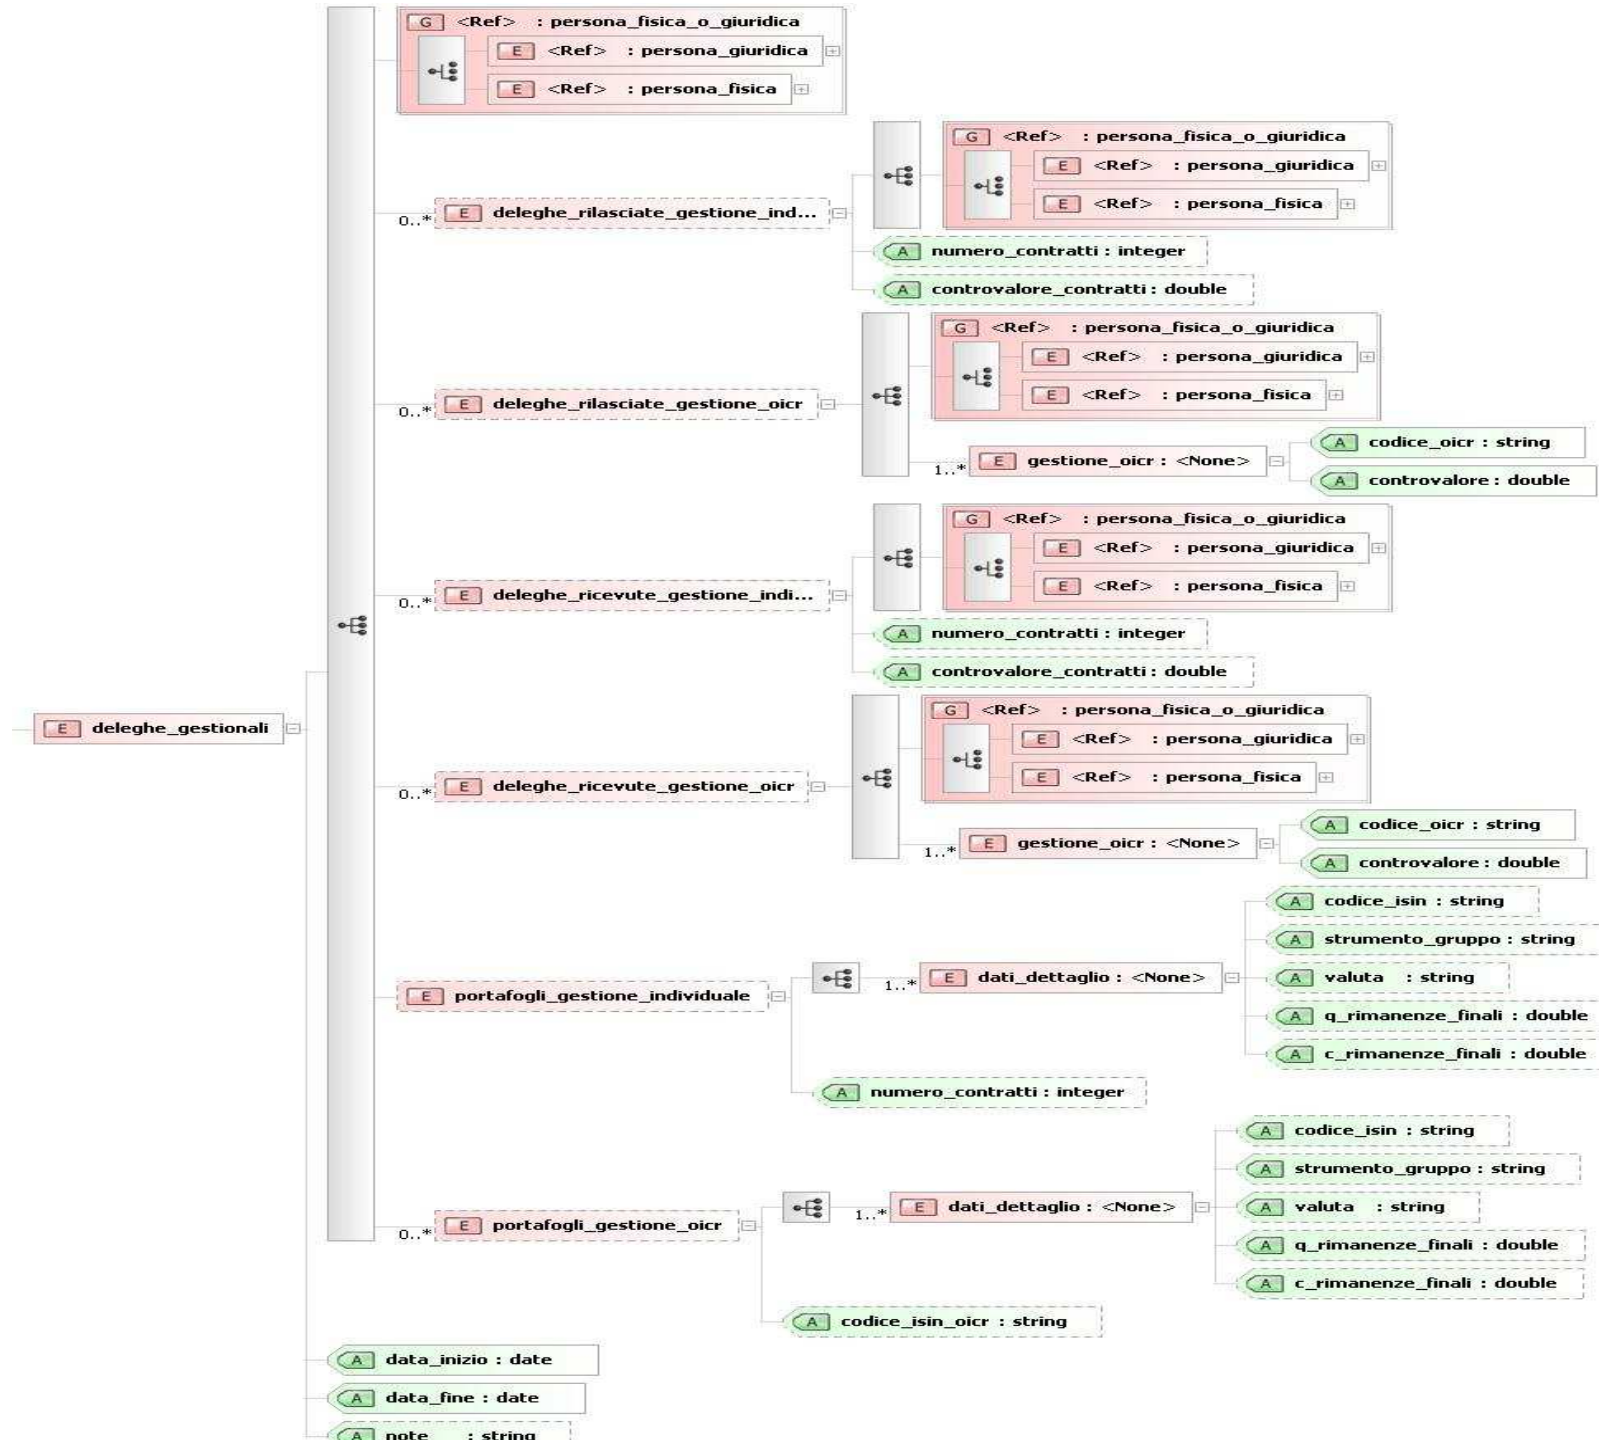 G <Ref> : persona_fisica_o_giuridica
E <Ref> : persona_giuridica
E <Ref> : persona_fisica
G <Ref> : persona_fisica_o_giuridica
E <Ref> : persona_giuridica
0..* E deleghe_rilasciate_gestione_ind...
E <Ref> : persona_fisica
A numero_contratti : integer
A controvalore_contratti : double
G <Ref> : persona_fisica_o_giuridica
E <Ref> : persona_giuridica
0..* E deleghe_rilasciate_gestione_oicr
E <Ref> : persona_fisica
A codice_oicr : string
1..* E gestione_oicr : <None>
A controvalore : double
G <Ref> : persona_fisica_o_giuridica
E <Ref> : persona_giuridica
0..* E deleghe_ricevute_gestione_indi...
E <Ref> : persona_fisica
A numero_contratti : integer
A controvalore_contratti : double
G <Ref> : persona_fisica_o_giuridica
E deleghe_gestionali
E <Ref> : persona_giuridica
0..* E deleghe_ricevute_gestione_oicr
E <Ref> : persona_fisica
A codice_oicr : string
1..* E gestione_oicr : <None>
A controvalore : double
A codice_isin : string
A strumento_gruppo : string
E portafogli_gestione_individuale
1..* E dati_dettaglio : <None>
A valuta : string
A q_rimanenze_finali : double
A c_rimanenze_finali : double
A numero_contratti : integer
A codice_isin : string
A strumento_gruppo : string
0..* E portafogli_gestione_oicr
1..* E dati_dettaglio : <None>
A valuta : string
A q_rimanenze_finali : double
A c_rimanenze_finali : double
A codice_isin_oicr : string
A data_inizio : date
A data_fine : date
A note : string